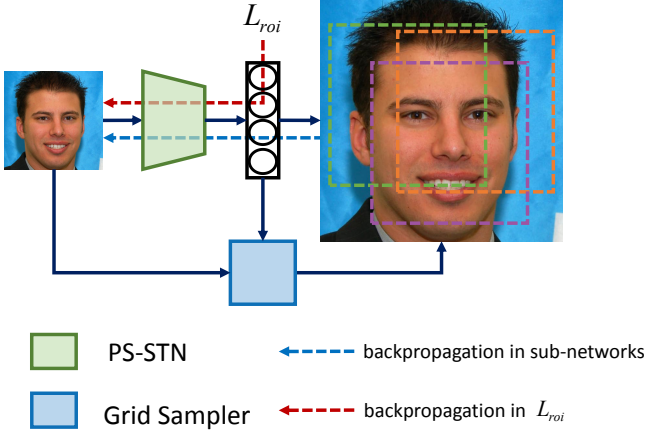 L_roi
PS-STN
backpropagation in sub-networks
Grid Sampler
backpropagation in L_roi